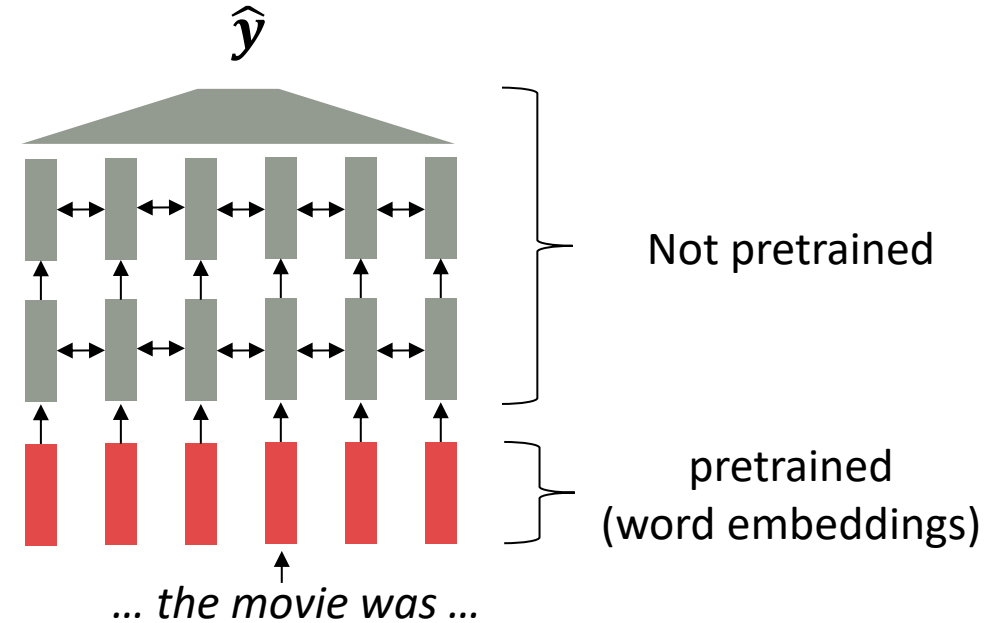 ŷ
Not pretrained
pretrained
(word embeddings)
… the movie was …